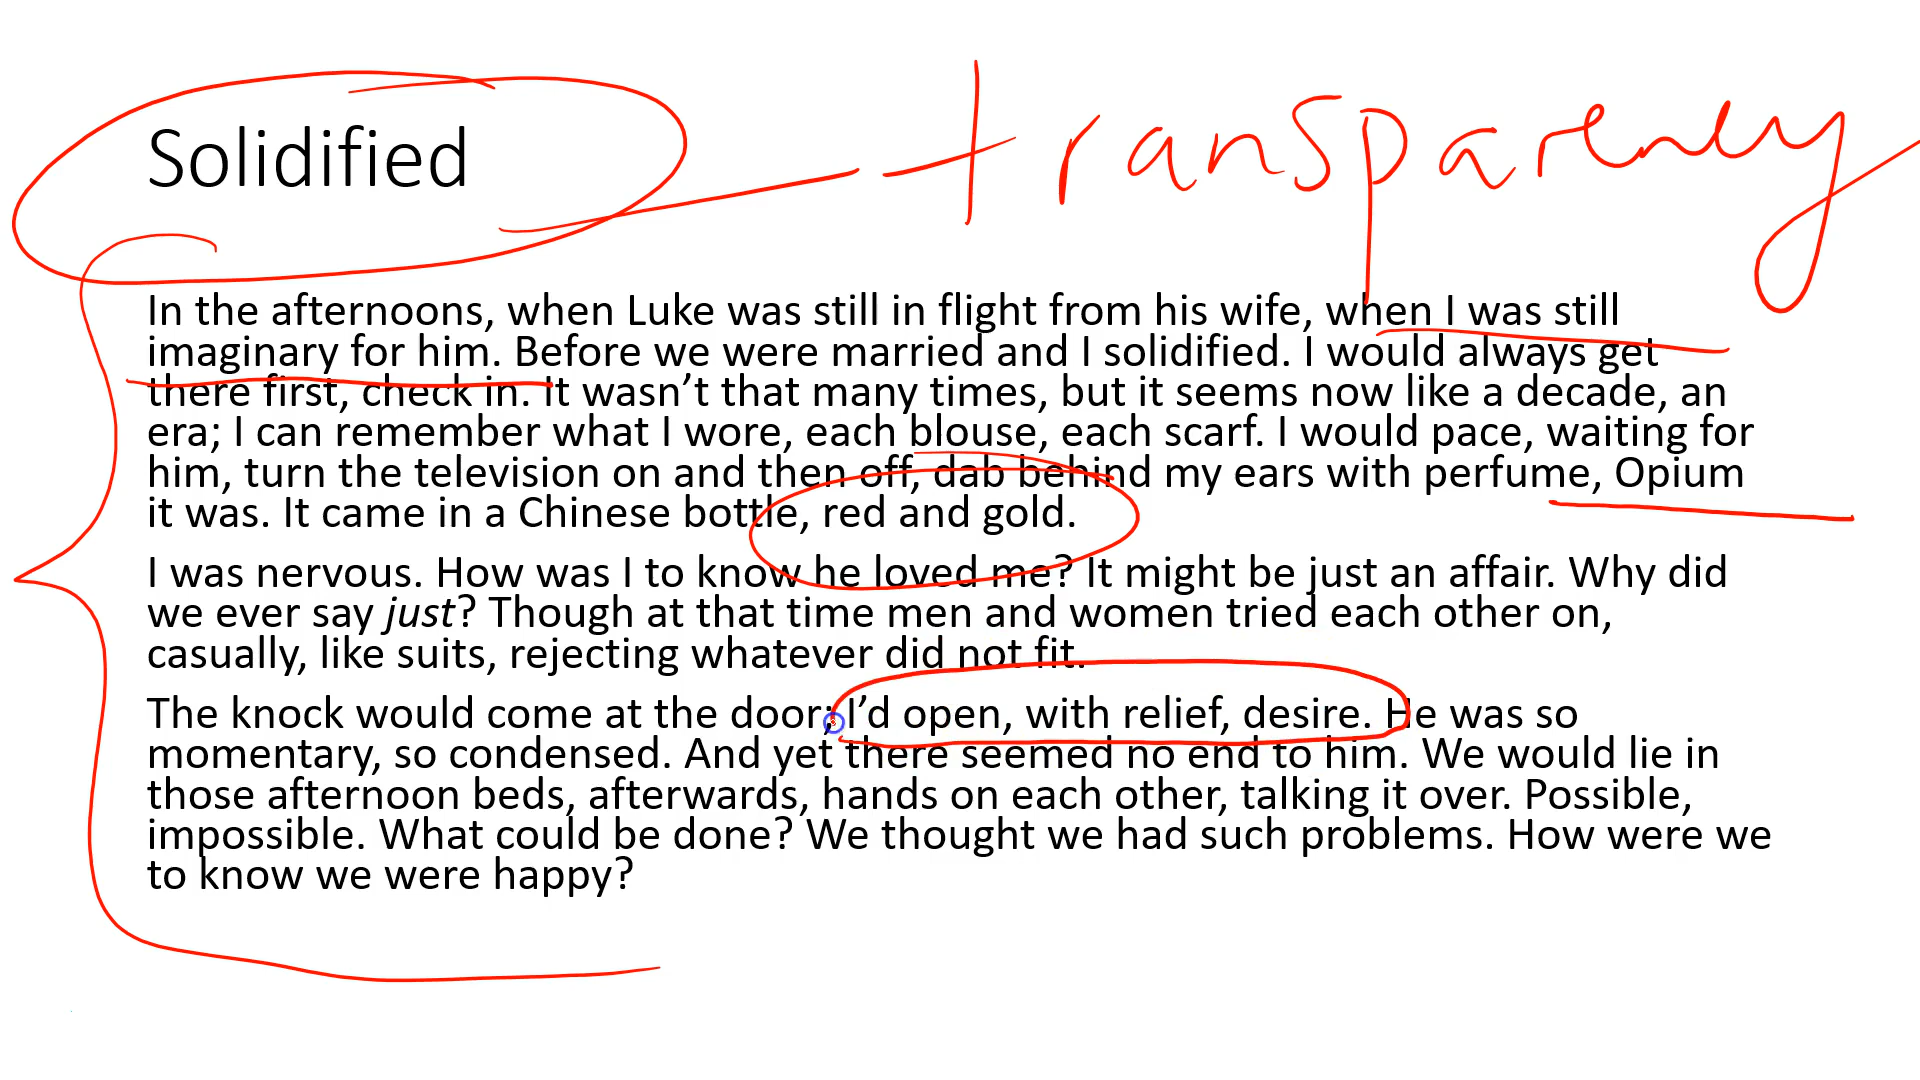 Solidified
transparency
In the afternoons, when Luke was still in flight from his wife, when I was still
imaginary for him. Before we were married and I solidified. I would always get
there first, check in. It wasn’t that many times, but it seems now like a decade, an
era; I can remember what I wore, each blouse, each scarf. I would pace, waiting for
him, turn the television on and then off, dab behind my ears with perfume, Opium
it was. It came in a Chinese bottle, red and gold.
I was nervous. How was I to know he loved me? It might be just an affair. Why did
we ever say just? Though at that time men and women tried each other on,
casually, like suits, rejecting whatever did not fit.
The knock would come at the door; I’d open, with relief, desire. He was so
momentary, so condensed. And yet there seemed no end to him. We would lie in
those afternoon beds, afterwards, hands on each other, talking it over. Possible,
impossible. What could be done? We thought we had such problems. How were we
to know we were happy?